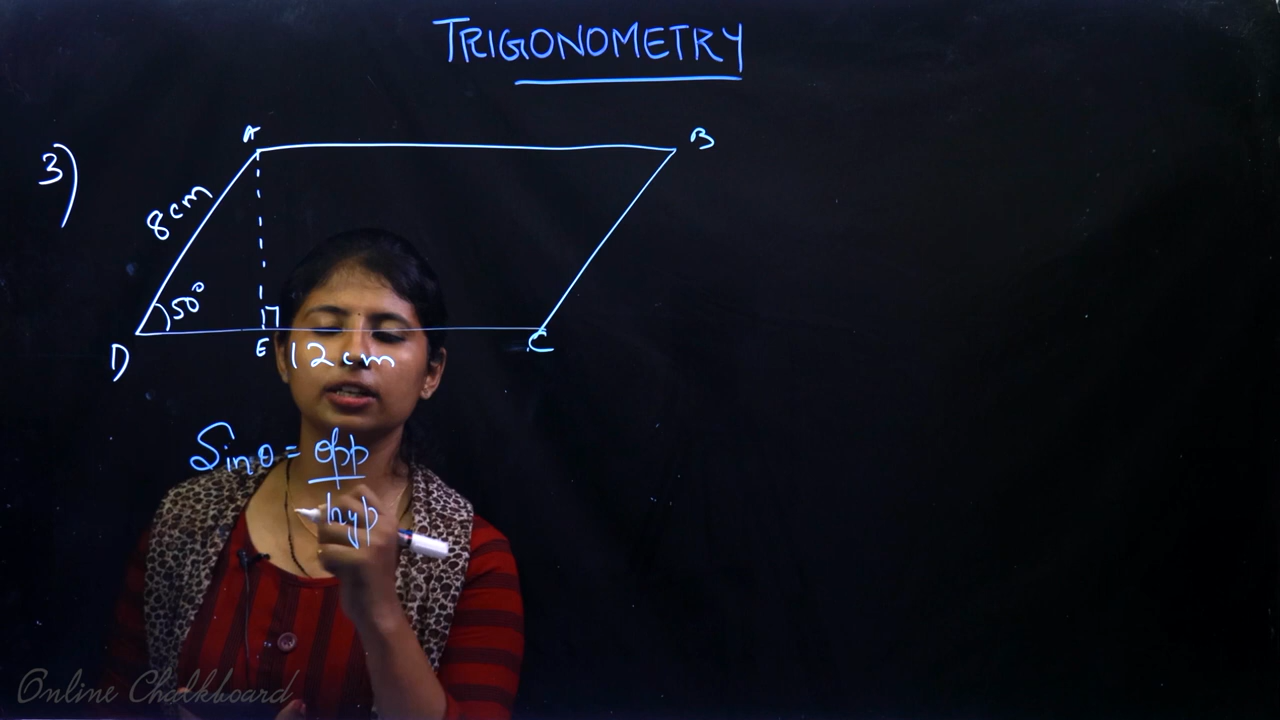 TRIGONOMETRY
3)
A
B
8cm
50°
D
E
12cm
C
Sinθ = opp
hyp
Online Chalkboard